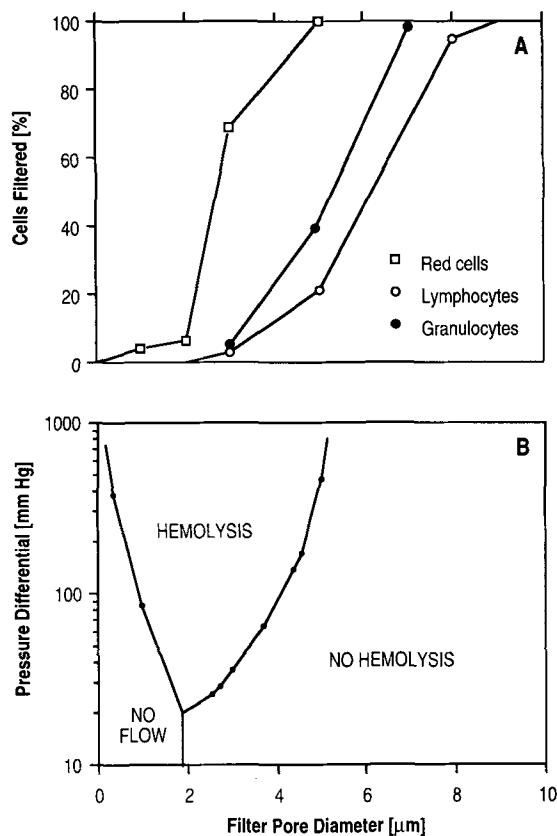 100
A
80
60
40
20
0
Cells Filtered [%]
Red cells
Lymphocytes
Granulocytes
1000
B
100
10
Pressure Differential [mm Hg]
HEMOLYSIS
NO HEMOLYSIS
NO
FLOW
0 2 4 6 8 10
Filter Pore Diameter [μm]